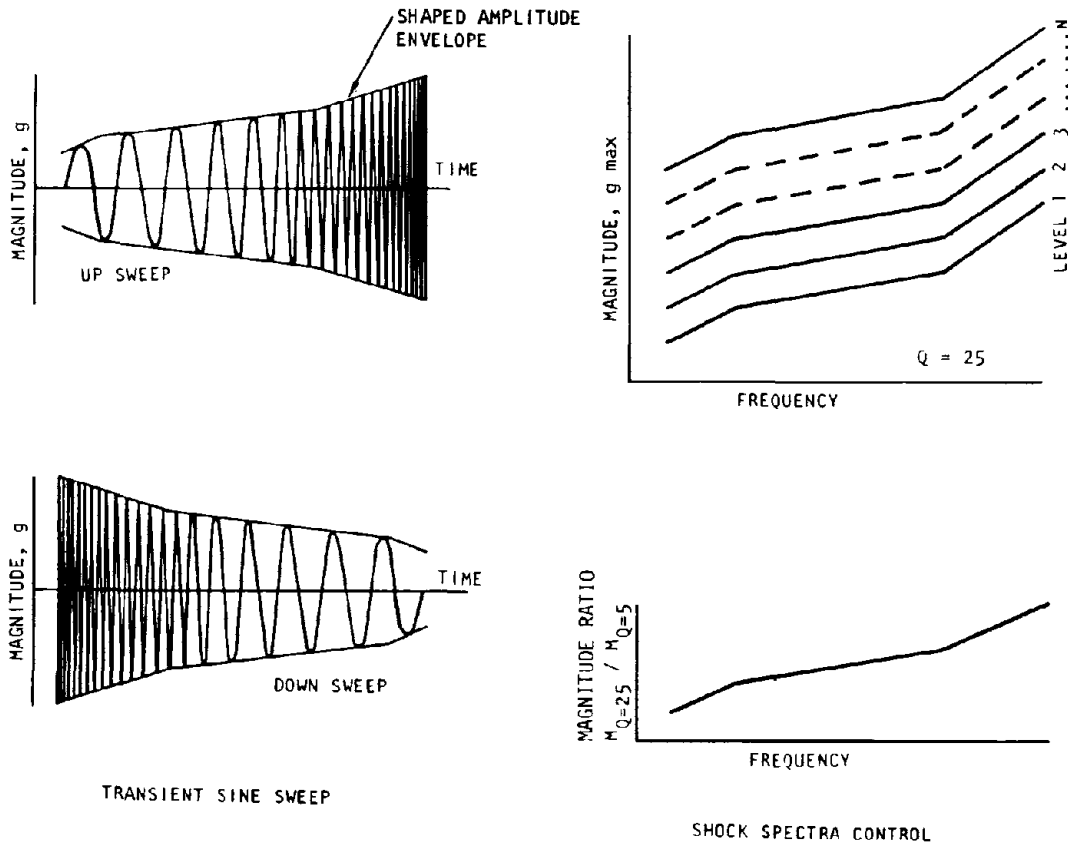 SHAPED AMPLITUDE
ENVELOPE
MAGNITUDE, g
TIME
UP SWEEP
MAGNITUDE, g max
LEVEL 1 2 3 ....... N
Q = 25
FREQUENCY
MAGNITUDE, g
TIME
DOWN SWEEP
TRANSIENT SINE SWEEP
MAGNITUDE RATIO
M Q=25 / M Q=5
FREQUENCY
SHOCK SPECTRA CONTROL